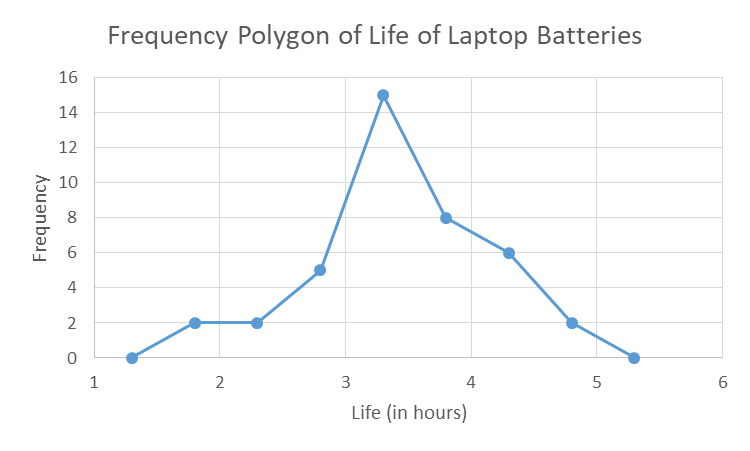 Frequency Polygon of Life of Laptop Batteries
16
14
12
10
8
6
4
2
0
Frequency
1 2 3 4 5 6
Life (in hours)